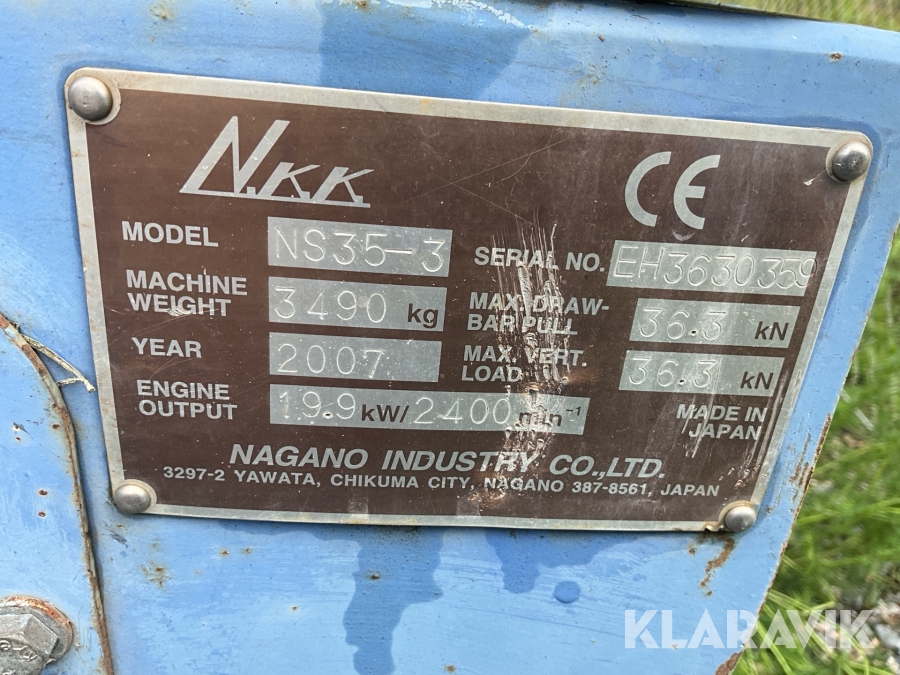 N.K.K
CE
MODEL NS35-3 SERIAL NO. EH3630359
MACHINE WEIGHT 3490 kg MAX. DRAW-BAR PULL 36.3 kN
YEAR 2007 MAX. VERT. LOAD 36.3 kN
ENGINE OUTPUT 19.9 kW/2400 min⁻¹ MADE IN JAPAN
NAGANO INDUSTRY CO.,LTD.
3297-2 YAWATA, CHIKUMA CITY, NAGANO 387-8561, JAPAN
KLARAVIK